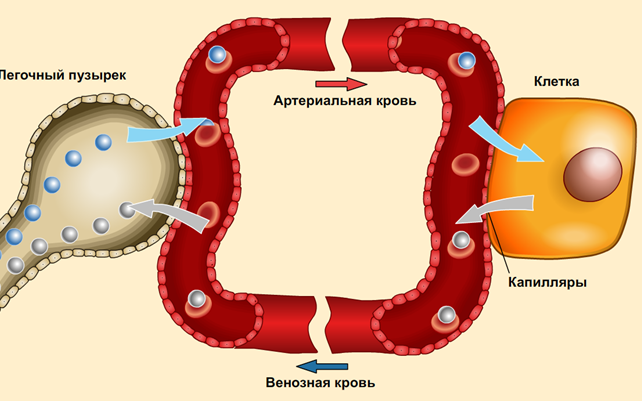 Легочный пузырек
Клетка
Артериальная кровь
Капилляры
Венозная кровь